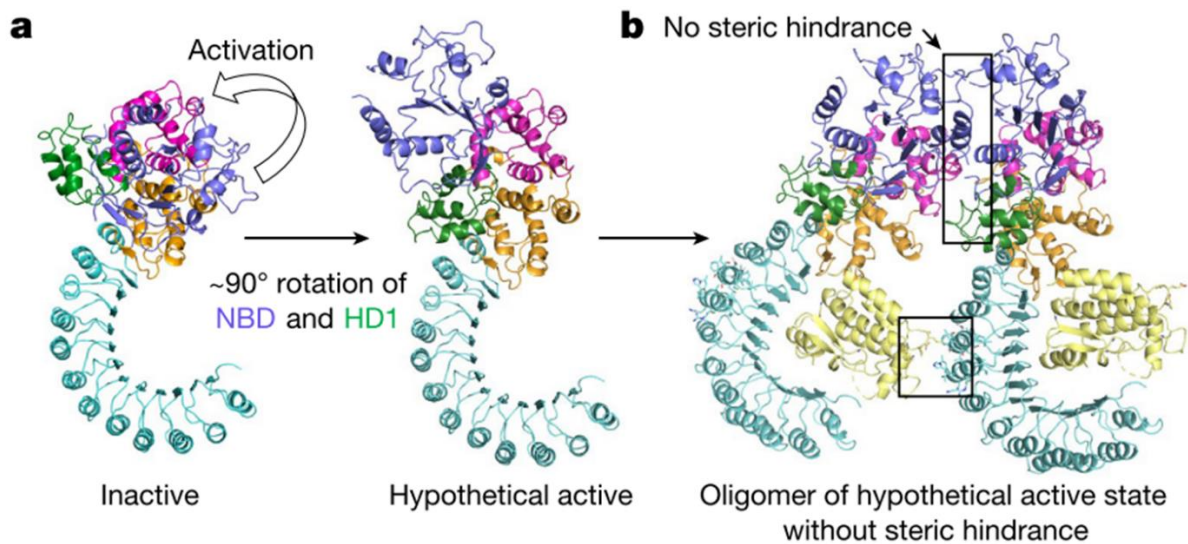 a
Activation
~90° rotation of
NBD and HD1
Inactive
Hypothetical active
b
No steric hindrance
Oligomer of hypothetical active state
without steric hindrance